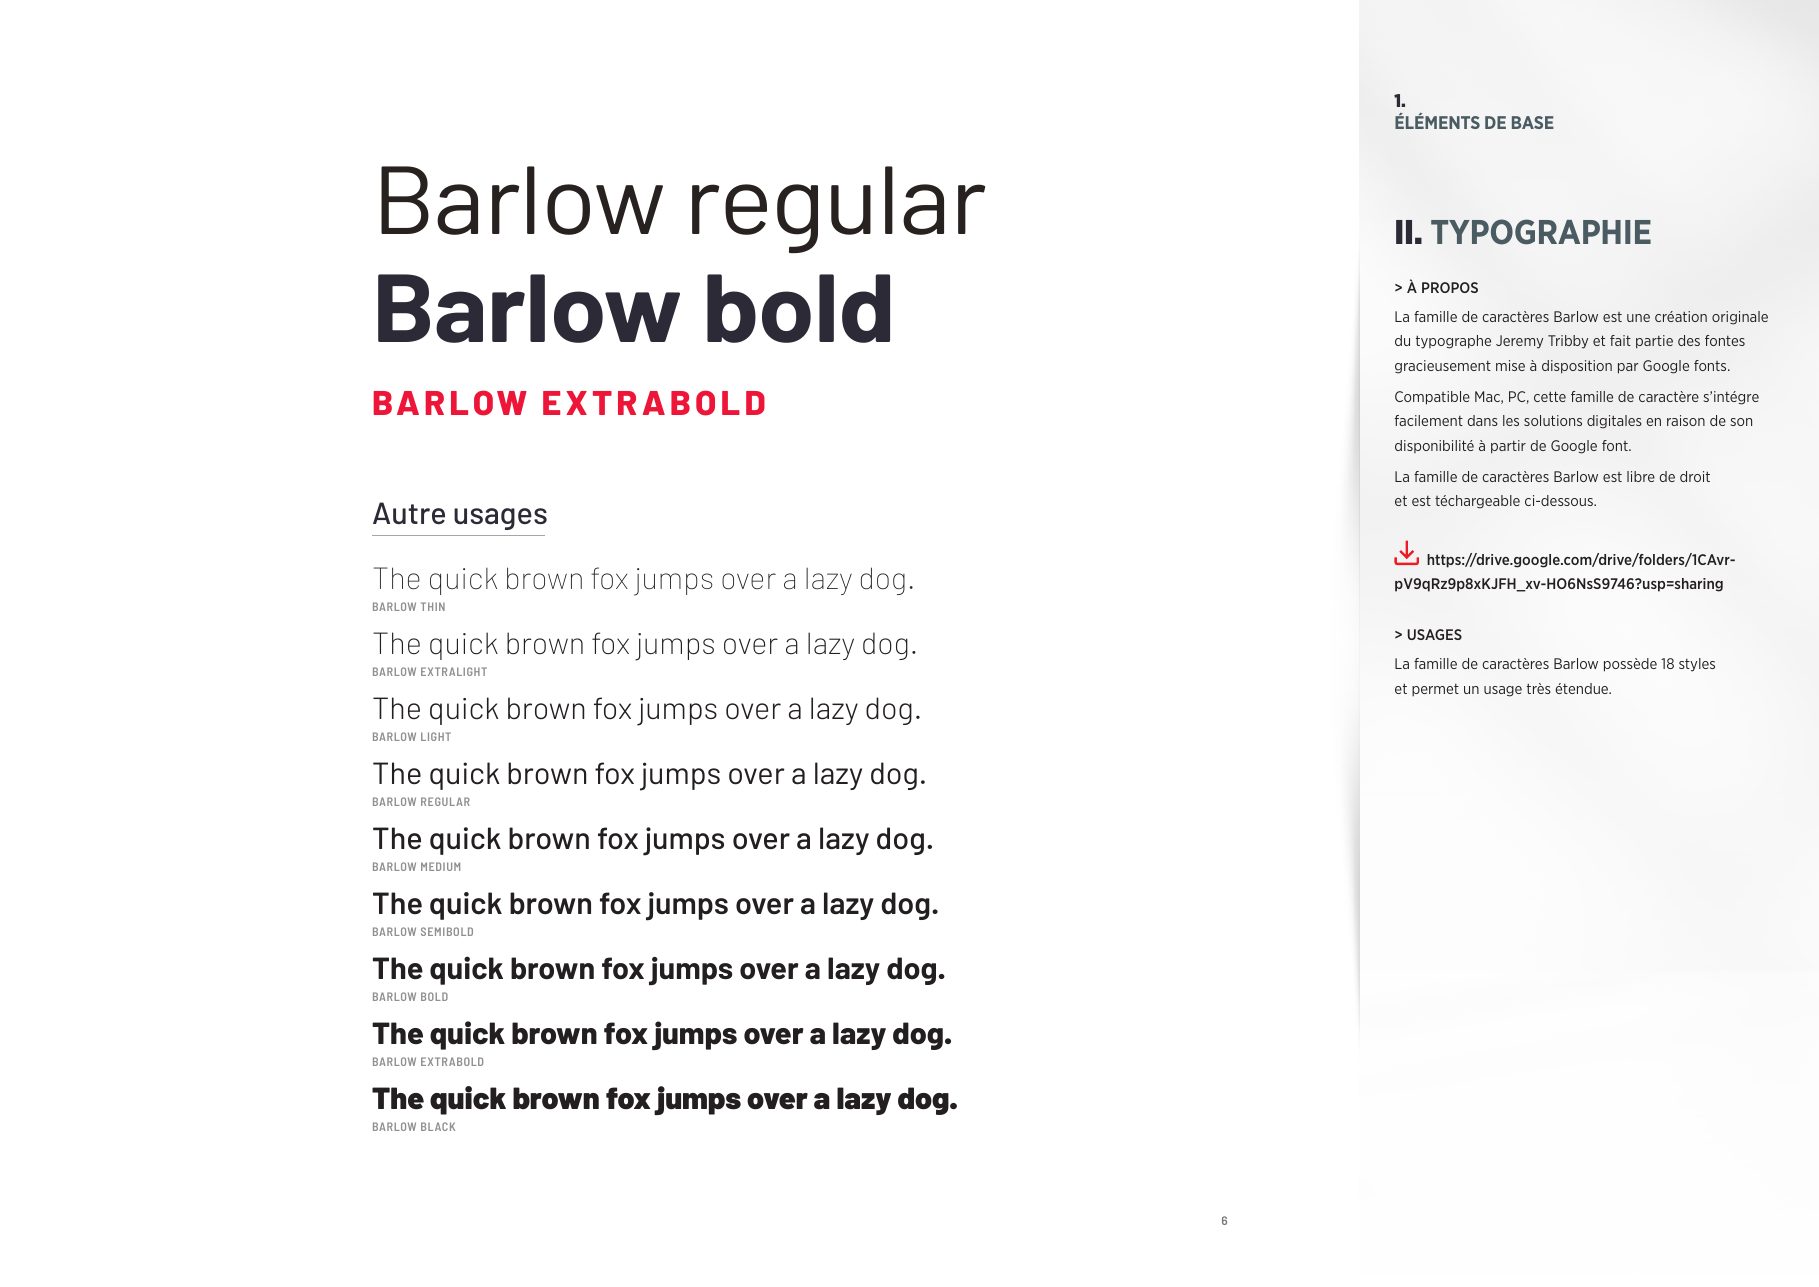 Barlow regular
Barlow bold
BARLOW EXTRABOLD
Autre usages
The quick brown fox jumps over a lazy dog.
BARLOW THIN
The quick brown fox jumps over a lazy dog.
BARLOW EXTRALIGHT
The quick brown fox jumps over a lazy dog.
BARLOW LIGHT
The quick brown fox jumps over a lazy dog.
BARLOW REGULAR
The quick brown fox jumps over a lazy dog.
BARLOW MEDIUM
The quick brown fox jumps over a lazy dog.
BARLOW SEMIBOLD
The quick brown fox jumps over a lazy dog.
BARLOW BOLD
The quick brown fox jumps over a lazy dog.
BARLOW EXTRABOLD
The quick brown fox jumps over a lazy dog.
BARLOW BLACK
6
1.
ÉLÉMENTS DE BASE
II. TYPOGRAPHIE
> À PROPOS
La famille de caractères Barlow est une création originale
du typographe Jeremy Tribby et fait partie des fontes
gracieusement mise à disposition par Google fonts.
Compatible Mac, PC, cette famille de caractère s'intégre
facilement dans les solutions digitales en raison de son
disponibilité à partir de Google font.
La famille de caractères Barlow est libre de droit
et est téchargeable ci-dessous.
https://drive.google.com/drive/folders/1CAvr-
pV9qRz9p8xKJFH_xv-HO6NsS9746?usp=sharing
> USAGES
La famille de caractères Barlow possède 18 styles
et permet un usage très étendue.